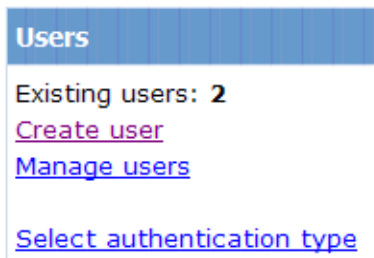 Users
Existing users: 2
Create user
Manage users
Select authentication type